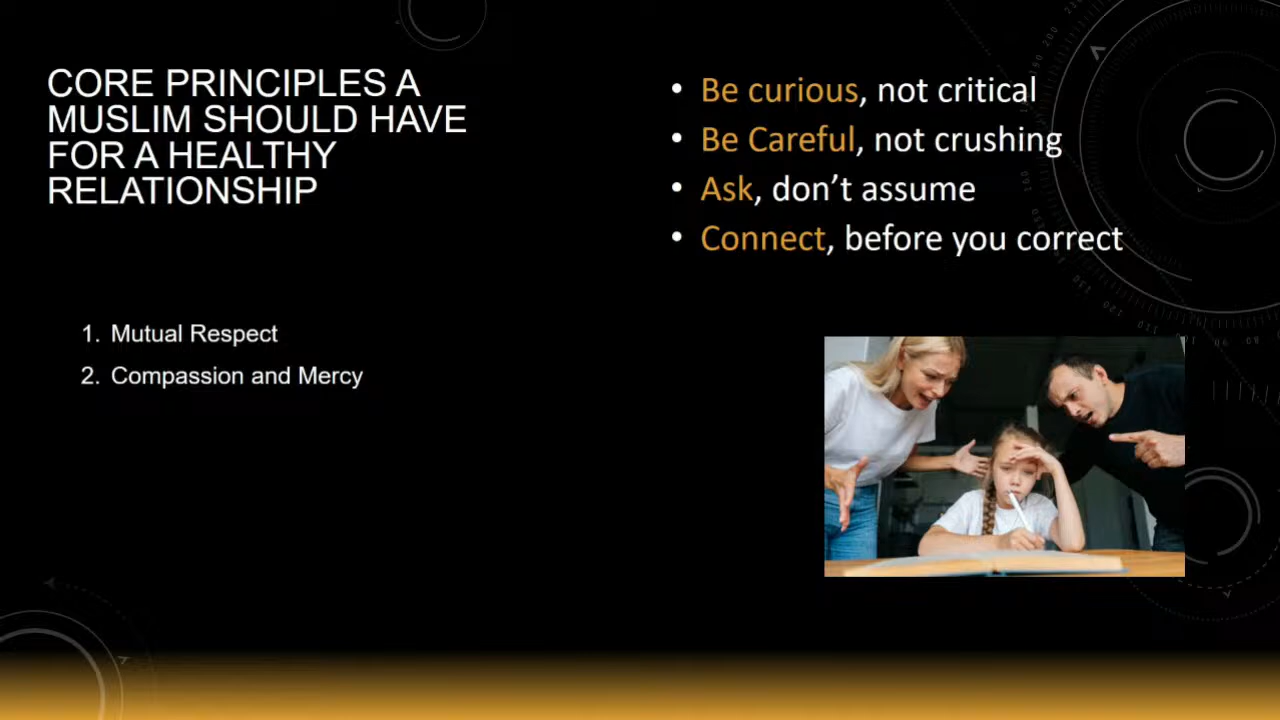 CORE PRINCIPLES A
MUSLIM SHOULD HAVE
FOR A HEALTHY
RELATIONSHIP
1. Mutual Respect
2. Compassion and Mercy
• Be curious, not critical
• Be Careful, not crushing
• Ask, don’t assume
• Connect, before you correct